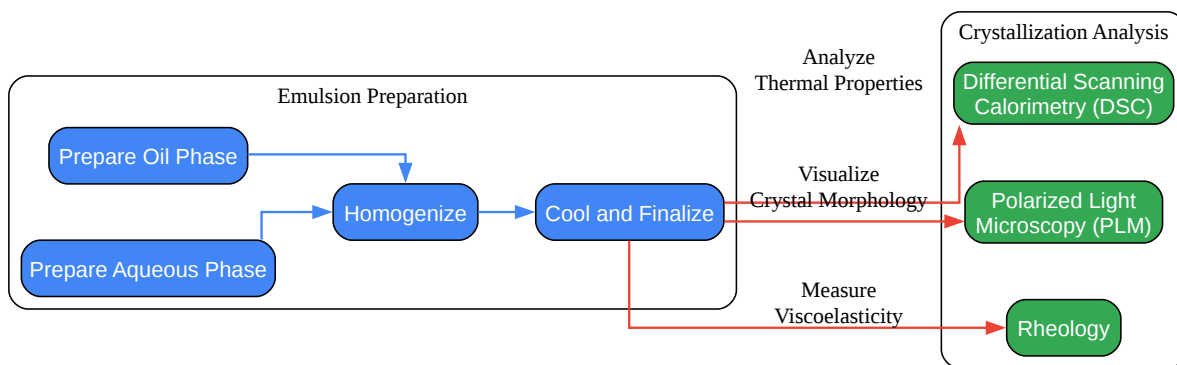 Emulsion Preparation
Prepare Oil Phase
Homogenize
Cool and Finalize
Prepare Aqueous Phase
Analyze
Thermal Properties
Visualize
Crystal Morphology
Measure
Viscoelasticity
Crystallization Analysis
Differential Scanning
Calorimetry (DSC)
Polarized Light
Microscopy (PLM)
Rheology